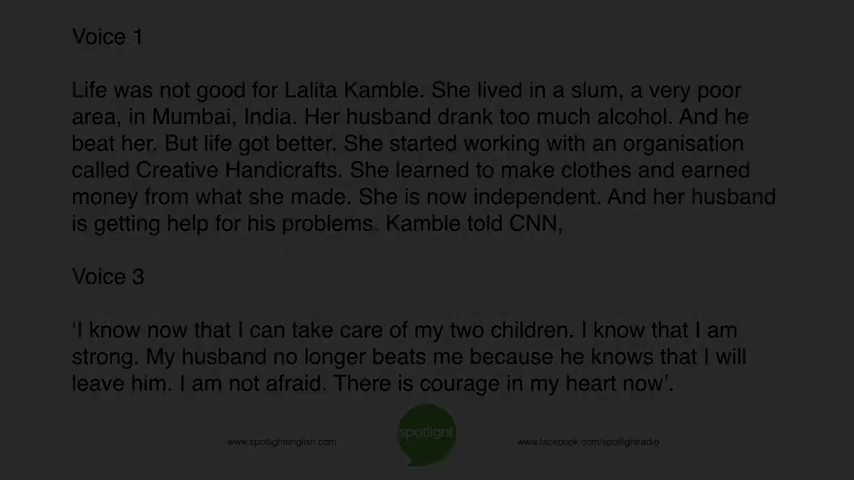 Voice 1
Life was not good for Lalita Kamble. She lived in a slum, a very poor
area, in Mumbai, India. Her husband drank too much alcohol. And he
beat her. But life got better. She started working with an organisation
called Creative Handicrafts. She learned to make clothes and earned
money from what she made. She is now independent. And her husband
is getting help for his problems. Kamble told CNN,
Voice 3
‘I know now that I can take care of my two children. I know that I am
strong. My husband no longer beats me because he knows that I will
leave him. I am not afraid. There is courage in my heart now’.
spotlight
www.spotlightenglish.com
www.facebook.com/spotlightradio